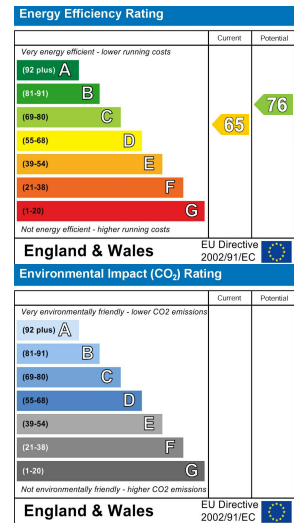 Energy Efficiency Rating
Current Potential
Very energy efficient - lower running costs
(92 plus) A
(81-91) B
(69-80) C
(55-68) D
(39-54) E
(21-38) F
(1-20) G
65
76
Not energy efficient - higher running costs
England & Wales
EU Directive
2002/91/EC
Environmental Impact (CO₂) Rating
Current Potential
Very environmentally friendly - lower CO2 emissions
(92 plus) A
(81-91) B
(69-80) C
(55-68) D
(39-54) E
(21-38) F
(1-20) G
Not environmentally friendly - higher CO2 emissions
England & Wales
EU Directive
2002/91/EC